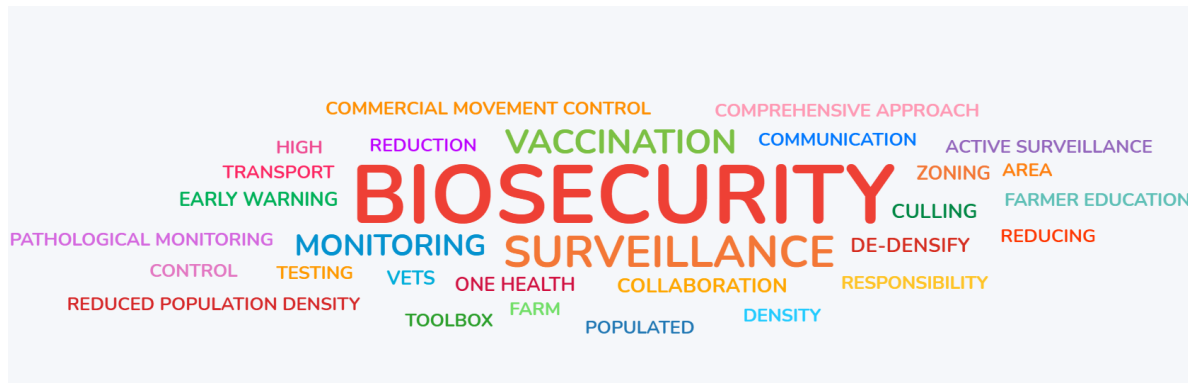 COMMERCIAL MOVEMENT CONTROL
COMPREHENSIVE APPROACH
HIGH
REDUCTION
VACCINATION
COMMUNICATION
ACTIVE SURVEILLANCE
TRANSPORT
BIOSECURITY
ZONING
AREA
EARLY WARNING
CULLING
FARMER EDUCATION
PATHOLOGICAL MONITORING
MONITORING
SURVEILLANCE
DE-DENSIFY
REDUCING
CONTROL
TESTING
VETS
ONE HEALTH
COLLABORATION
RESPONSIBILITY
REDUCED POPULATION DENSITY
TOOLBOX
FARM
POPULATED
DENSITY